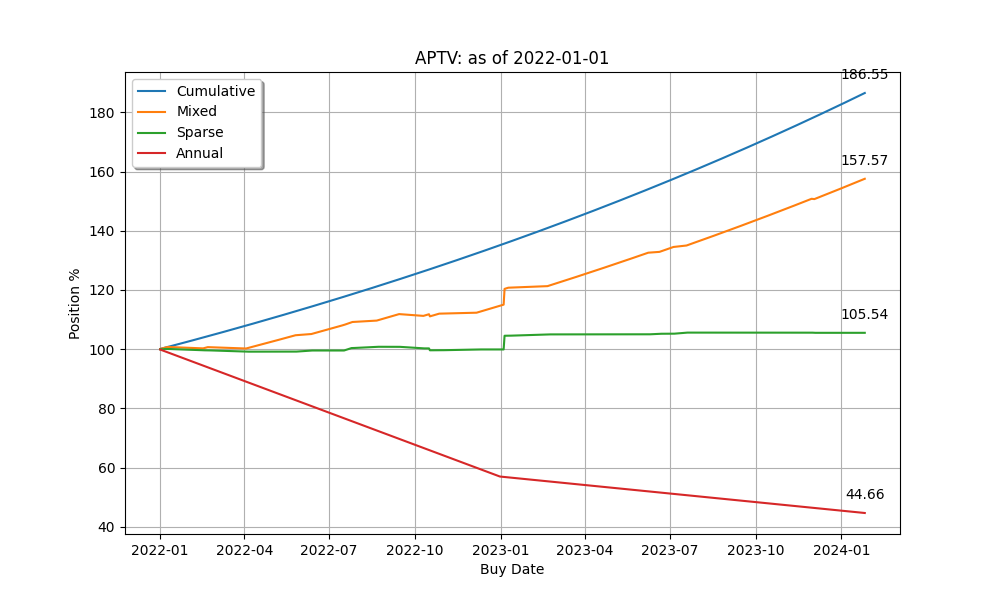 APTV: as of 2022-01-01
186.55
Cumulative
Mixed
Sparse
Annual
180
160
157.57
140
120
105.54
100
80
60
44.66
40
Position %
2022-01 2022-04 2022-07 2022-10 2023-01 2023-04 2023-07 2023-10 2024-01
Buy Date